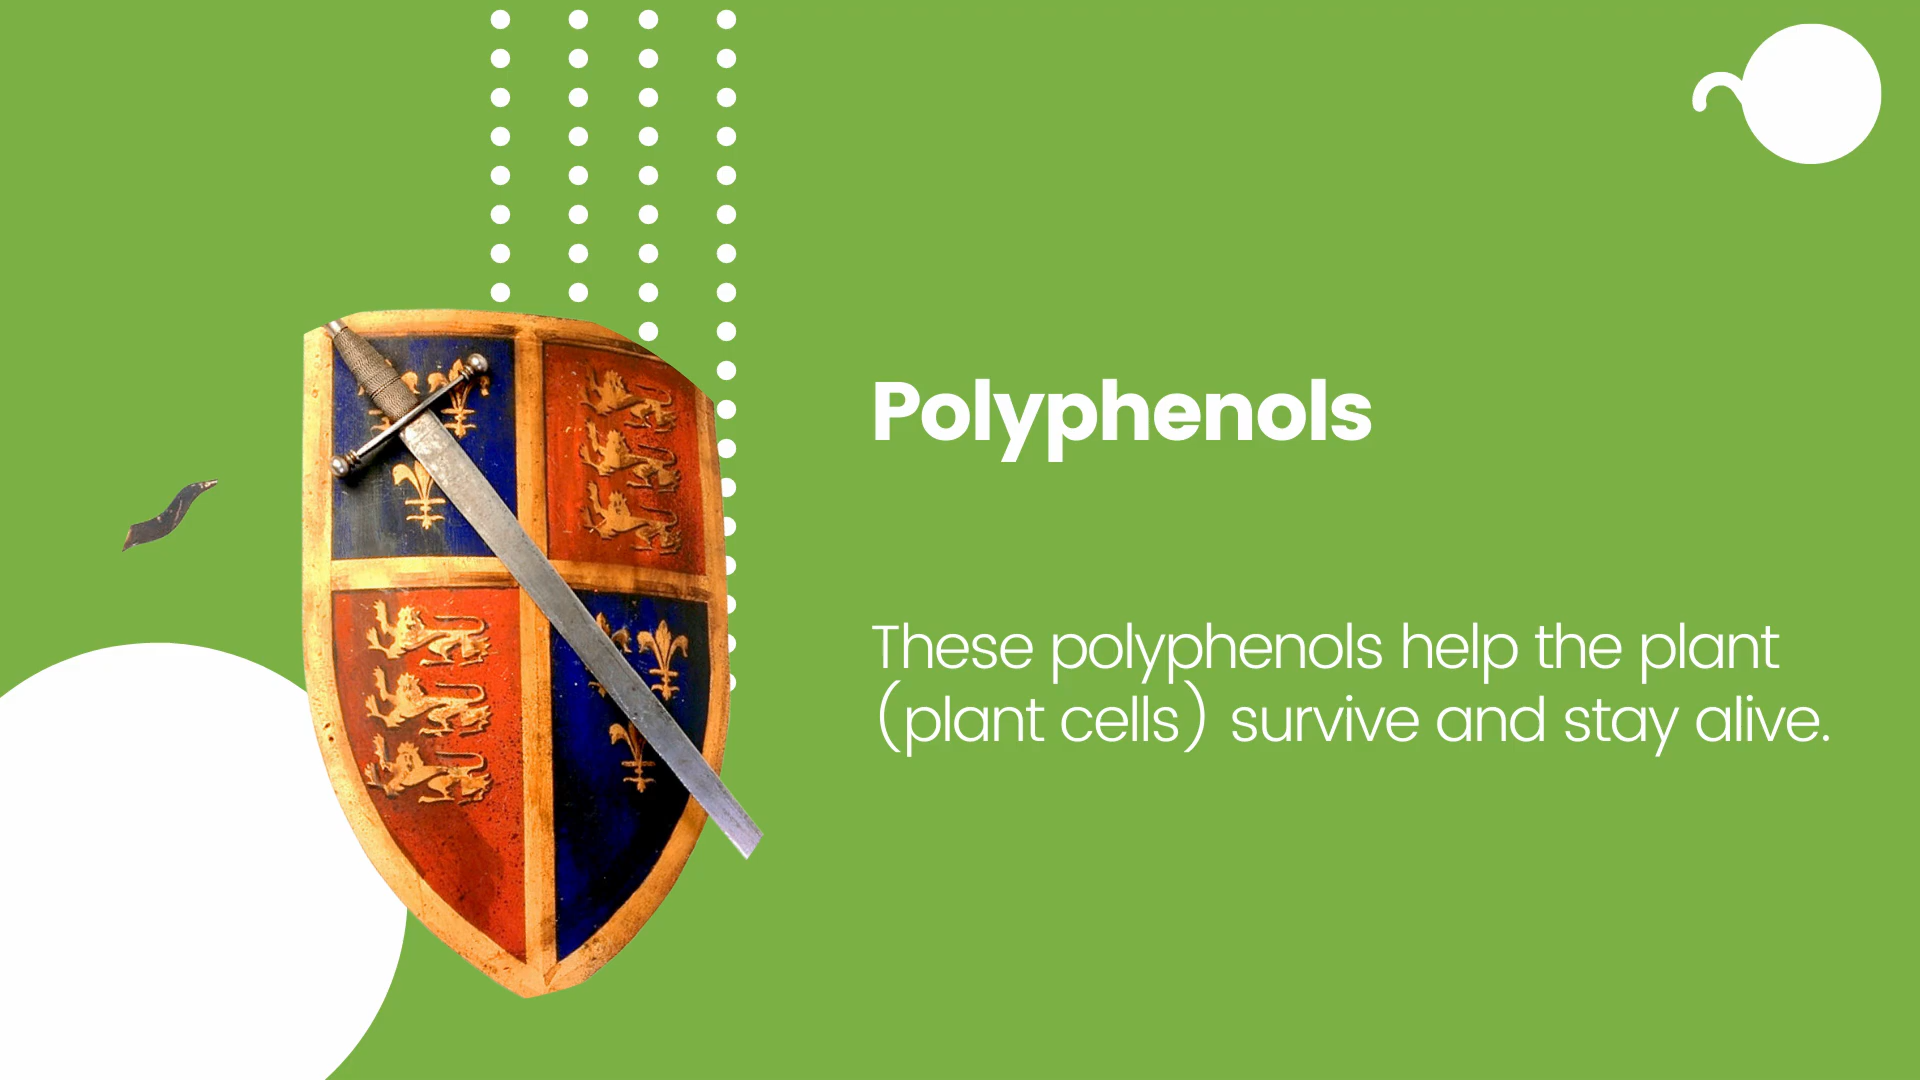 Polyphenols
These polyphenols help the plant
(plant cells) survive and stay alive.